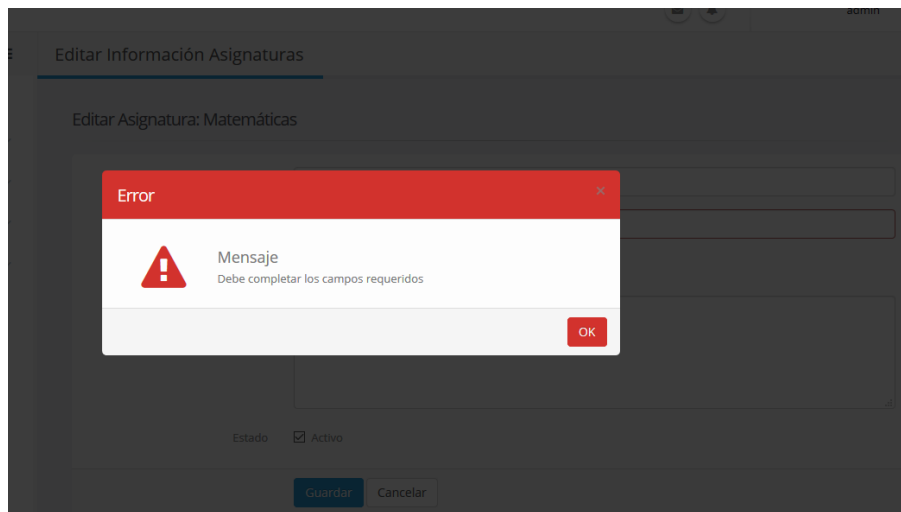 admin
Editar Información Asignaturas
Editar Asignatura: Matemáticas
Error
×
Mensaje
Debe completar los campos requeridos
OK
Estado Activo
Guardar Cancelar